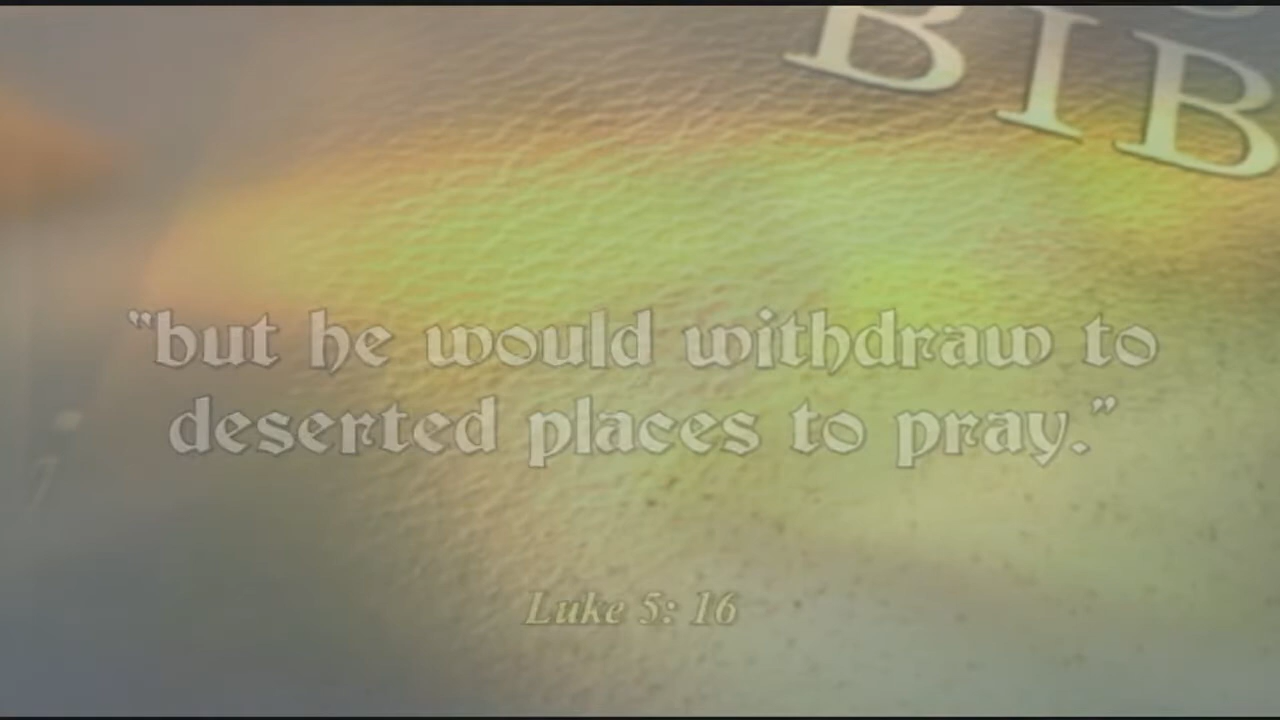 BIB
“but he would withdraw to
deserted places to pray.”
Luke 5: 16